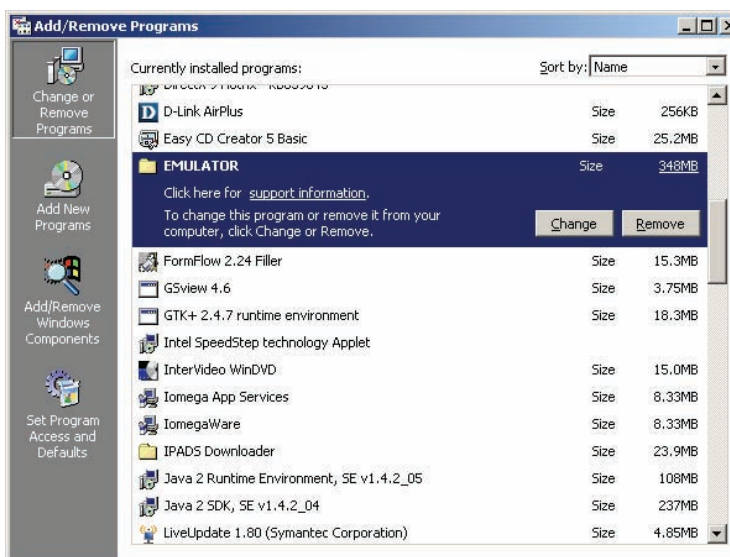 Add/Remove Programs
Change or
Remove
Programs
Add New
Programs
Add/Remove
Windows
Components
Set Program
Access and
Defaults
Currently installed programs:
Sort by: Name
D-Link AirPlus Size 256KB
Easy CD Creator 5 Basic Size 25.2MB
EMULATOR Size 348MB
Click here for support information.
To change this program or remove it from your
computer, click Change or Remove.
Change Remove
FormFlow 2.24 Filler Size 15.3MB
GSview 4.6 Size 3.75MB
GTK+ 2.4.7 runtime environment Size 18.3MB
Intel SpeedStep technology Applet
InterVideo WinDVD Size 15.0MB
Iomega App Services Size 8.33MB
IomegaWare Size 8.33MB
IPADS Downloader Size 23.9MB
Java 2 Runtime Environment, SE v1.4.2_05 Size 108MB
Java 2 SDK, SE v1.4.2_04 Size 237MB
LiveUpdate 1.80 (Symantec Corporation) Size 4.85MB